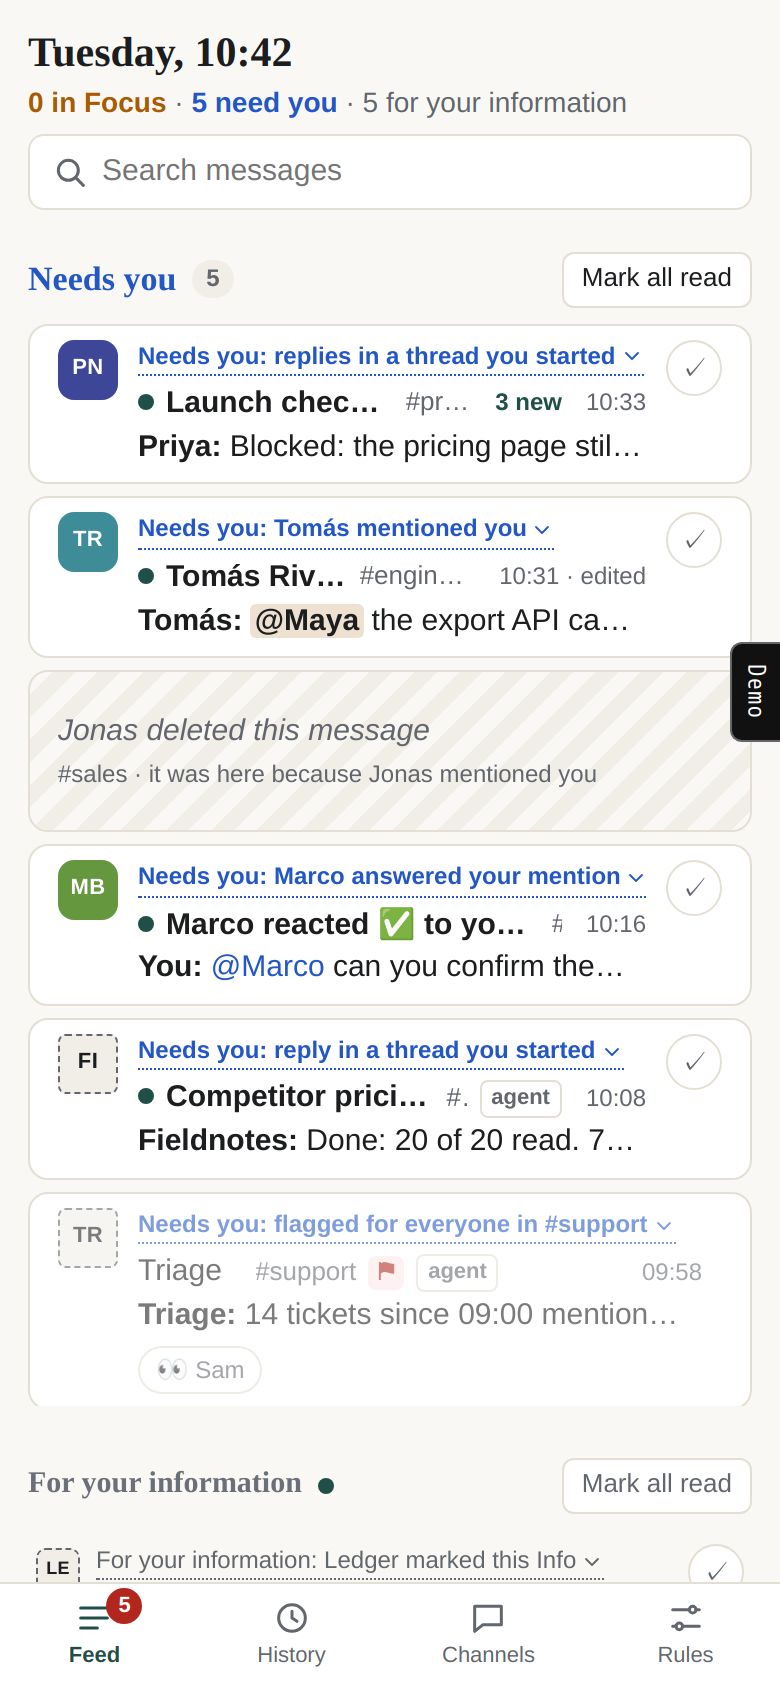 Tuesday, 10:42
0 in Focus · 5 need you · 5 for your information
Search messages
Needs you 5 Mark all read
PN Needs you: replies in a thread you started
Launch chec… #pr… 3 new 10:33
Priya: Blocked: the pricing page stil…
TR Needs you: Tomás mentioned you
Tomás Riv… #engin… 10:31 · edited
Tomás: @Maya the export API ca…
Demo
Jonas deleted this message
#sales · it was here because Jonas mentioned you
MB Needs you: Marco answered your mention
Marco reacted ✅ to yo… # 10:16
You: @Marco can you confirm the…
FI Needs you: reply in a thread you started
Competitor prici… #. agent 10:08
Fieldnotes: Done: 20 of 20 read. 7…
TR Needs you: flagged for everyone in #support
Triage #support agent 09:58
Triage: 14 tickets since 09:00 mention…
👀 Sam
For your information Mark all read
LE For your information: Ledger marked this Info
5
Feed History Channels Rules